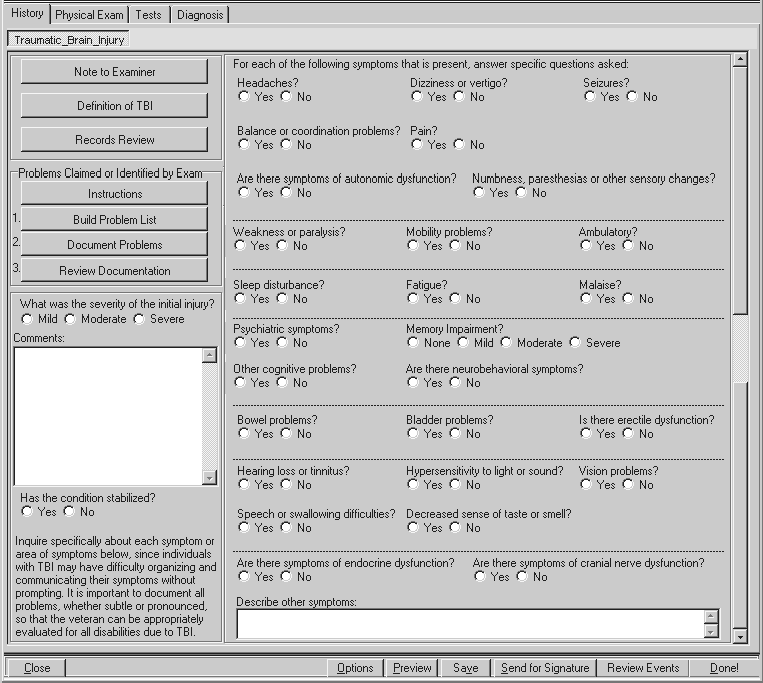 History Physical Exam Tests Diagnosis
Traumatic_Brain_Injury
Note to Examiner
Definition of TBI
Records Review
Problems Claimed or Identified by Exam
Instructions
1. Build Problem List
2. Document Problems
3. Review Documentation
What was the severity of the initial injury?
Mild Moderate Severe
Comments:
Has the condition stabilized?
Yes No
Inquire specifically about each symptom or
area of symptoms below, since individuals
with TBI may have difficulty organizing and
communicating their symptoms without
prompting. It is important to document all
problems, whether subtle or pronounced,
so that the veteran can be appropriately
evaluated for all disabilities due to TBI.
For each of the following symptoms that is present, answer specific questions asked:
Headaches? Dizziness or vertigo? Seizures?
Yes No Yes No Yes No
Balance or coordination problems? Pain?
Yes No Yes No
Are there symptoms of autonomic dysfunction? Numbness, paresthesias or other sensory changes?
Yes No Yes No
Weakness or paralysis? Mobility problems? Ambulatory?
Yes No Yes No Yes No
Sleep disturbance? Fatigue? Malaise?
Yes No Yes No Yes No
Psychiatric symptoms? Memory Impairment?
Yes No None Mild Moderate Severe
Other cognitive problems? Are there neurobehavioral symptoms?
Yes No Yes No
Bowel problems? Bladder problems? Is there erectile dysfunction?
Yes No Yes No Yes No
Hearing loss or tinnitus? Hypersensitivity to light or sound? Vision problems?
Yes No Yes No Yes No
Speech or swallowing difficulties? Decreased sense of taste or smell?
Yes No Yes No
Are there symptoms of endocrine dysfunction? Are there symptoms of cranial nerve dysfunction?
Yes No Yes No
Describe other symptoms:
Close Options Preview Save Send for Signature Review Events Done!